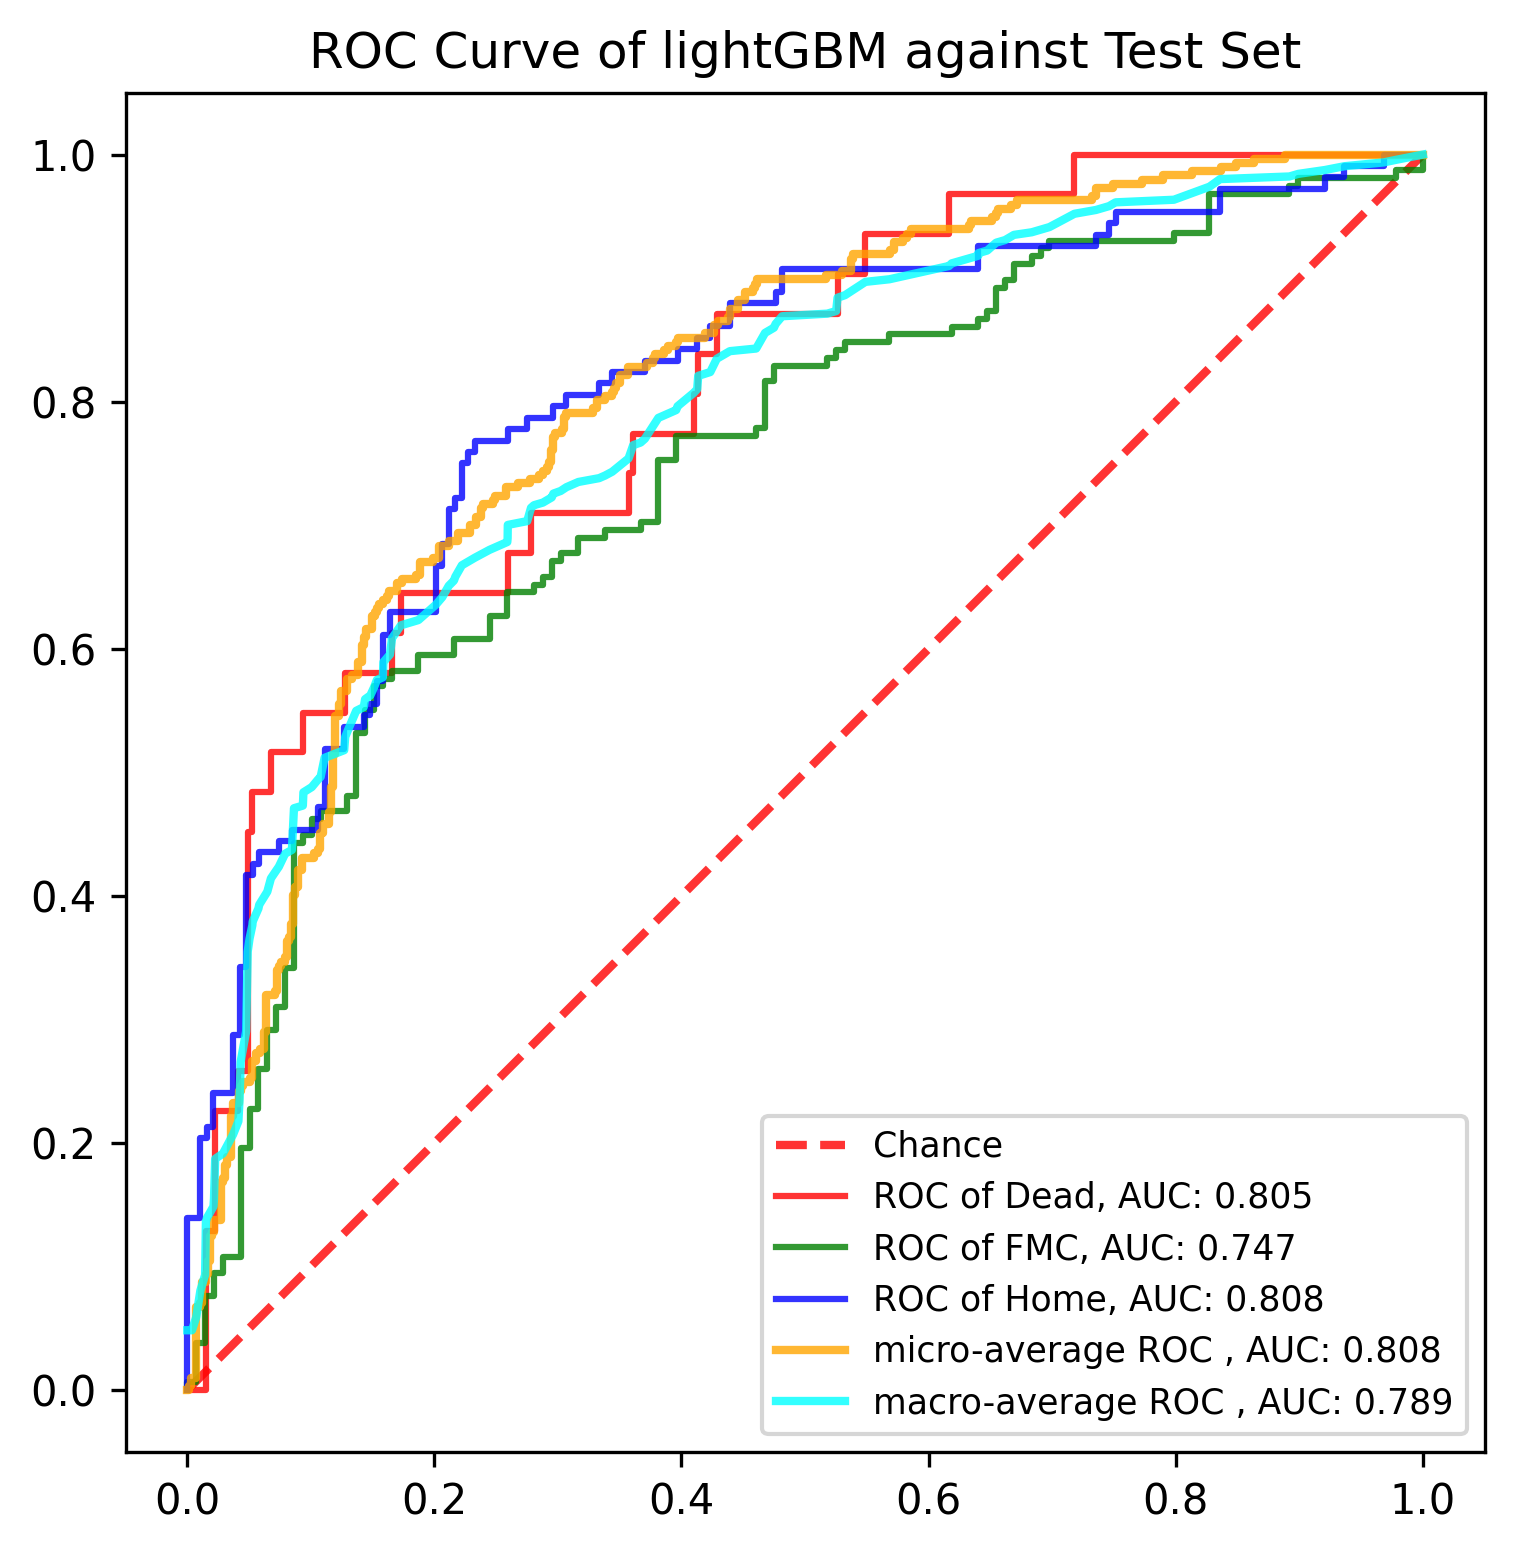 ROC Curve of lightGBM against Test Set
1.0
0.8
0.6
0.4
0.2
0.0
Chance
ROC of Dead, AUC: 0.805
ROC of FMC, AUC: 0.747
ROC of Home, AUC: 0.808
micro-average ROC , AUC: 0.808
macro-average ROC , AUC: 0.789
0.0 0.2 0.4 0.6 0.8 1.0